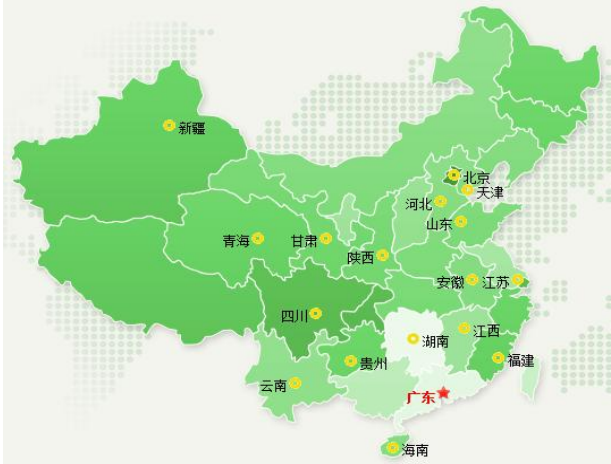 新疆
北京
天津
河北
山东
青海
甘肃
陕西
安徽
江苏
四川
江西
湖南
福建
贵州
云南
广东
海南